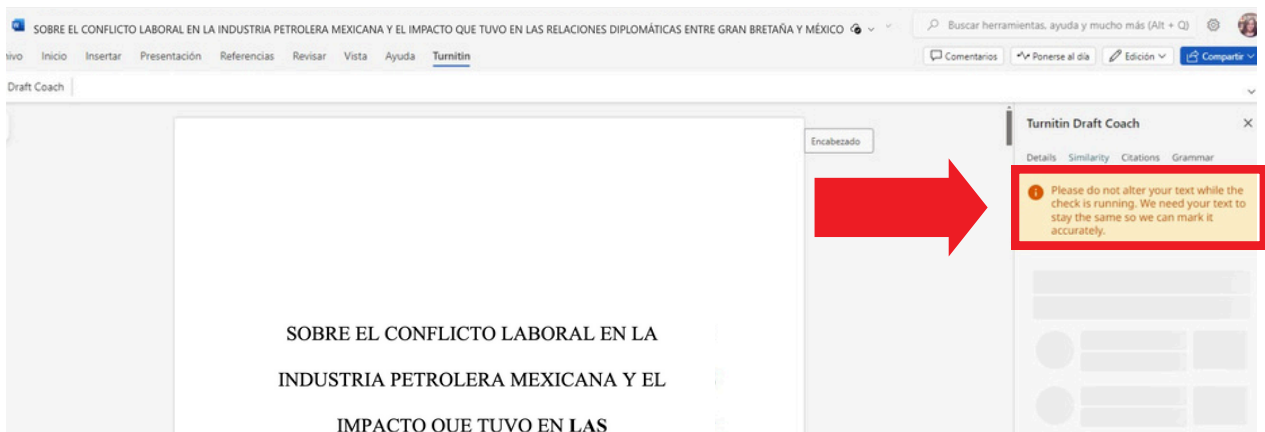 SOBRE EL CONFLICTO LABORAL EN LA INDUSTRIA PETROLERA MEXICANA Y EL IMPACTO QUE TUVO EN LAS RELACIONES DIPLOMÁTICAS ENTRE GRAN BRETAÑA Y MÉXICO
Buscar herramientas, ayuda y mucho más (Alt + Q)
Inicio Insertar Presentación Referencias Revisar Vista Ayuda Turnitin
Comentarios Ponerse al día Edición Compartir
Draft Coach
Encabezado
Turnitin Draft Coach
Details Similarity Citations Grammar
Please do not alter your text while the
check is running. We need your text to
stay the same so we can mark it
accurately.
SOBRE EL CONFLICTO LABORAL EN LA
INDUSTRIA PETROLERA MEXICANA Y EL
IMPACTO QUE TUVO EN LAS